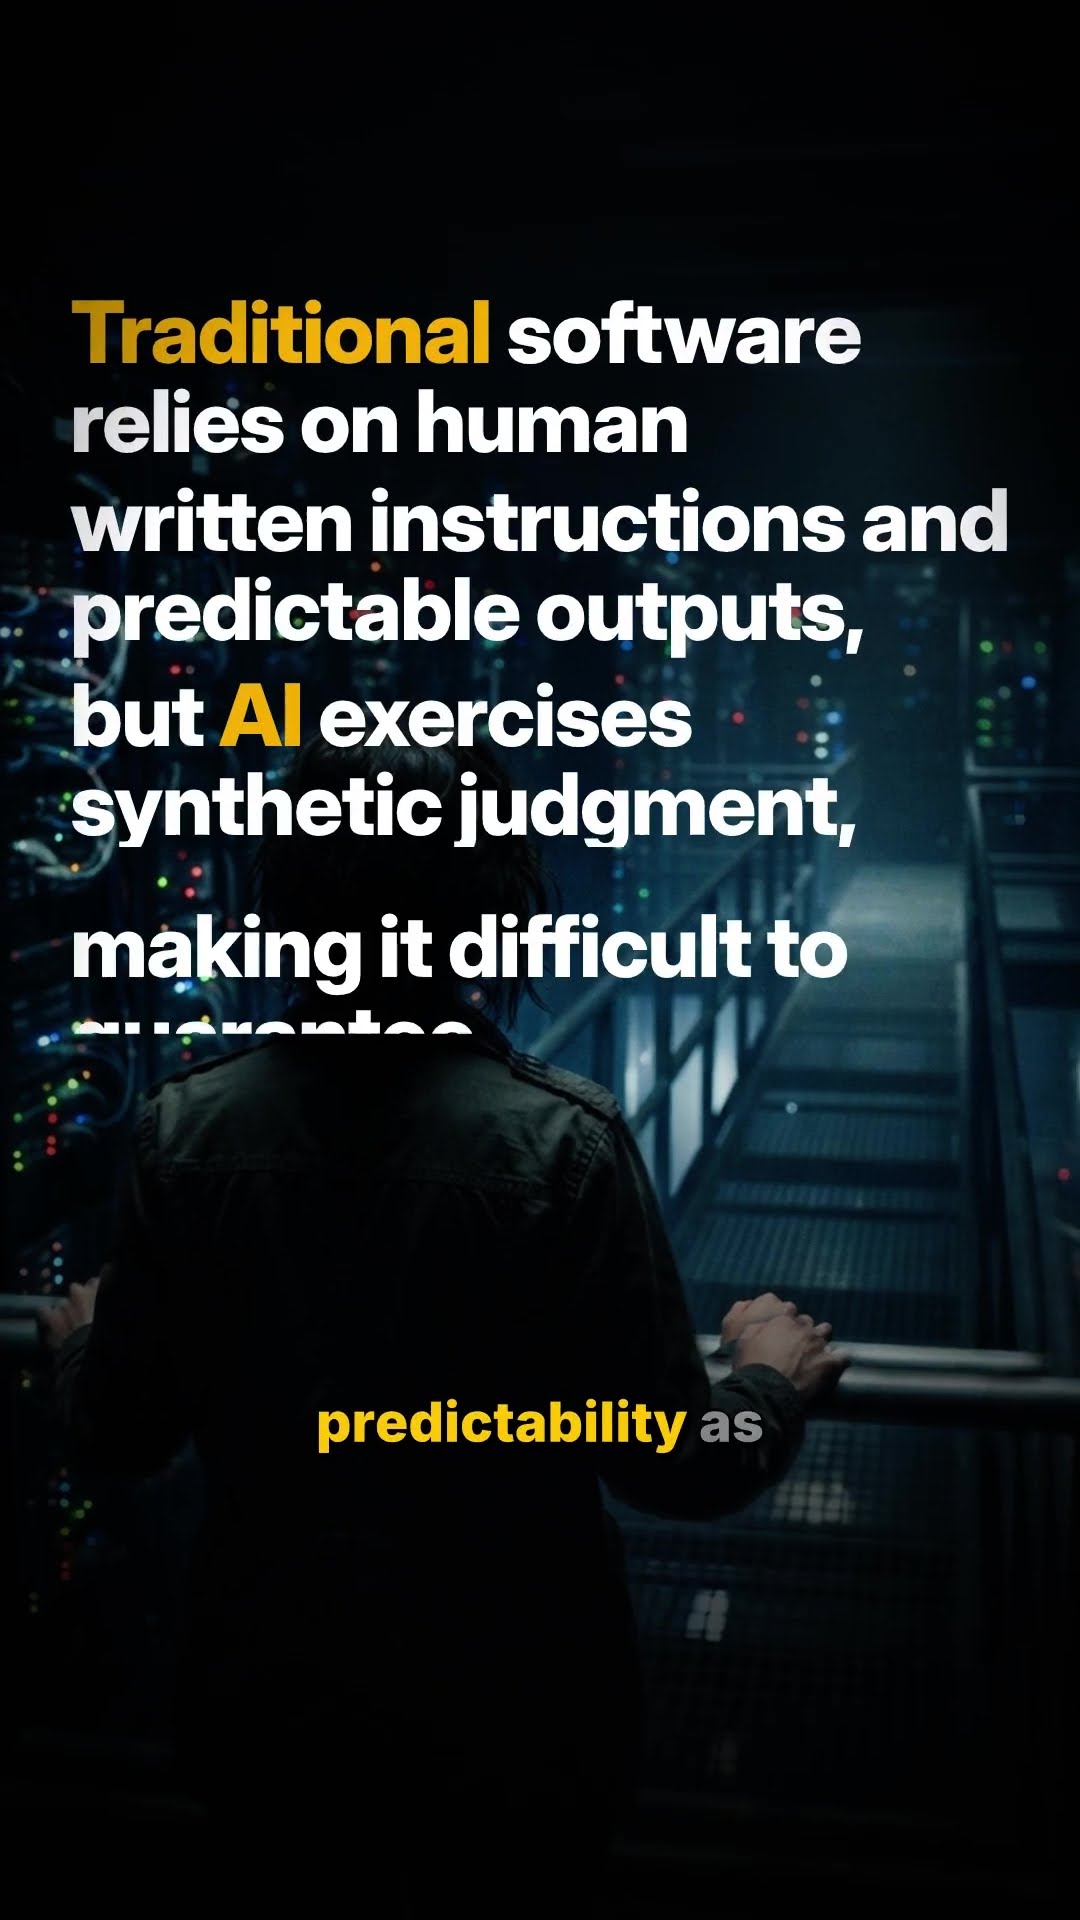 Traditional software
relies on human
written instructions and
predictable outputs,
but AI exercises
synthetic judgment,
making it difficult to
guarantee
predictability as